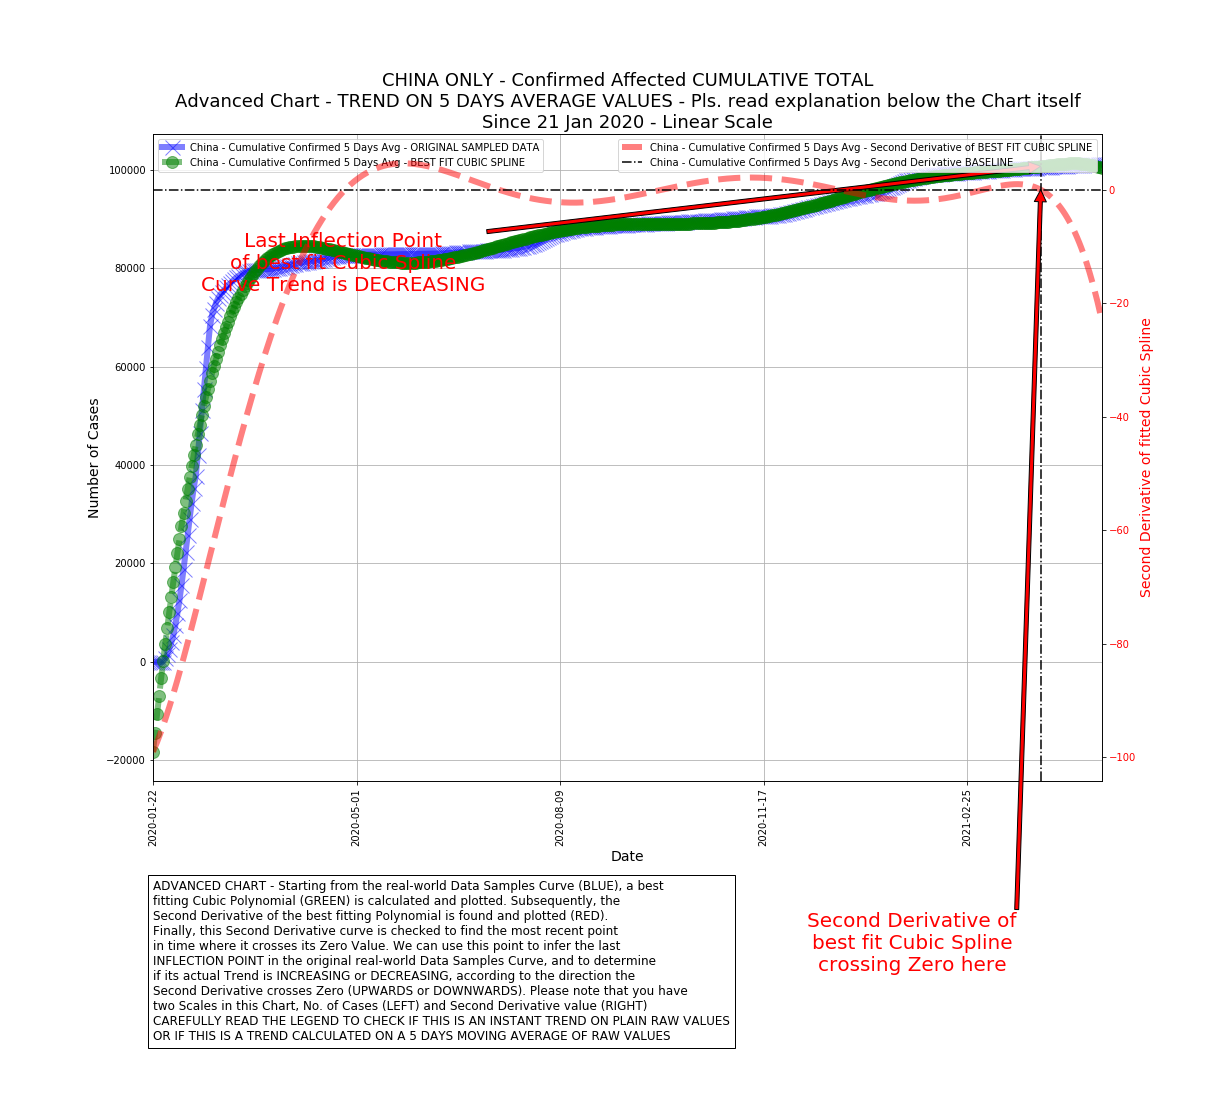 CHINA ONLY - Confirmed Affected CUMULATIVE TOTAL
Advanced Chart - TREND ON 5 DAYS AVERAGE VALUES - Pls. read explanation below the Chart itself
Since 21 Jan 2020 - Linear Scale
China - Cumulative Confirmed 5 Days Avg - ORIGINAL SAMPLED DATA
China - Cumulative Confirmed 5 Days Avg - BEST FIT CUBIC SPLINE
China - Cumulative Confirmed 5 Days Avg - Second Derivative of BEST FIT CUBIC SPLINE
China - Cumulative Confirmed 5 Days Avg - Second Derivative BASELINE
100000
80000
60000
40000
20000
0
−20000
Number of Cases
Last Inflection Point
of best fit Cubic Spline
Curve Trend is DECREASING
0
−20
−40
−60
−80
−100
Second Derivative of fitted Cubic Spline
2020-01-22
2020-05-01
2020-08-09
2020-11-17
2021-02-25
Date
Second Derivative of
best fit Cubic Spline
crossing Zero here
ADVANCED CHART - Starting from the real-world Data Samples Curve (BLUE), a best
fitting Cubic Polynomial (GREEN) is calculated and plotted. Subsequently, the
Second Derivative of the best fitting Polynomial is found and plotted (RED).
Finally, this Second Derivative curve is checked to find the most recent point
in time where it crosses its Zero Value. We can use this point to infer the last
INFLECTION POINT in the original real-world Data Samples Curve, and to determine
if its actual Trend is INCREASING or DECREASING, according to the direction the
Second Derivative crosses Zero (UPWARDS or DOWNWARDS). Please note that you have
two Scales in this Chart, No. of Cases (LEFT) and Second Derivative value (RIGHT)
CAREFULLY READ THE LEGEND TO CHECK IF THIS IS AN INSTANT TREND ON PLAIN RAW VALUES
OR IF THIS IS A TREND CALCULATED ON A 5 DAYS MOVING AVERAGE OF RAW VALUES